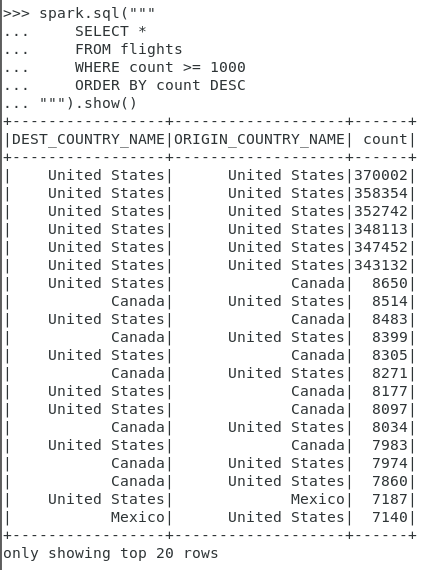 >>> spark.sql("""
...     SELECT *
...     FROM flights
...     WHERE count >= 1000
...     ORDER BY count DESC
... """).show()
+-----------------+-------------------+------+
|DEST_COUNTRY_NAME|ORIGIN_COUNTRY_NAME| count|
+-----------------+-------------------+------+
|    United States|      United States|370002|
|    United States|      United States|358354|
|    United States|      United States|352742|
|    United States|      United States|348113|
|    United States|      United States|347452|
|    United States|      United States|343132|
|    United States|             Canada|  8650|
|           Canada|      United States|  8514|
|    United States|             Canada|  8483|
|           Canada|      United States|  8399|
|    United States|             Canada|  8305|
|           Canada|      United States|  8271|
|    United States|             Canada|  8177|
|    United States|             Canada|  8097|
|           Canada|      United States|  8034|
|    United States|             Canada|  7983|
|           Canada|      United States|  7974|
|           Canada|      United States|  7860|
|    United States|             Mexico|  7187|
|           Mexico|      United States|  7140|
+-----------------+-------------------+------+
only showing top 20 rows